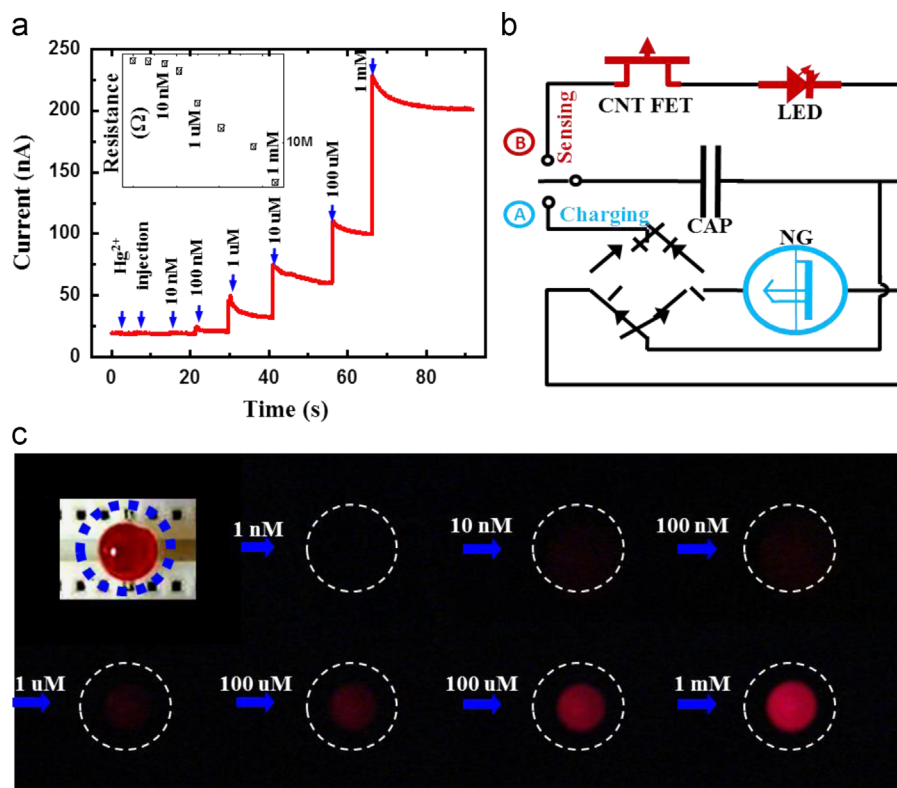 a
250
200
150
100
50
0
Current (nA)
0
20
40
60
80
Time (s)
Hg2+
injection
10 nM
100 nM
1 uM
10 uM
100 uM
1 mM
Resistance
(Ω)
10 nM
1 uM
1 mM
10M
b
CNT FET
LED
B
Sensing
A
Charging
CAP
NG
c
1 nM
10 nM
100 nM
1 uM
100 uM
100 uM
1 mM